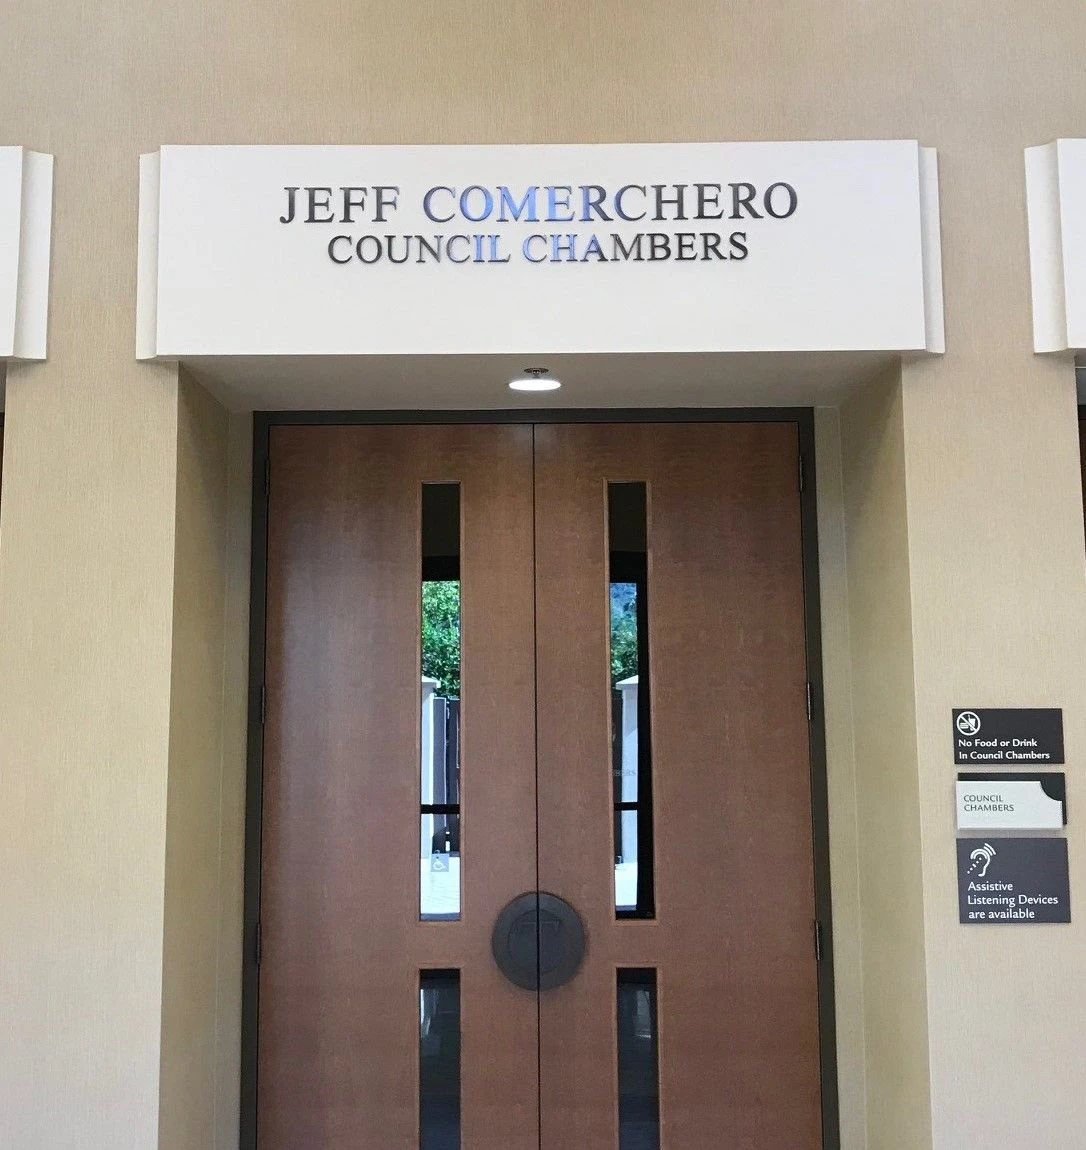 JEFF COMERCHERO
COUNCIL CHAMBERS
No Food or Drink
In Council Chambers
COUNCIL
CHAMBERS
Assistive
Listening Devices
are available